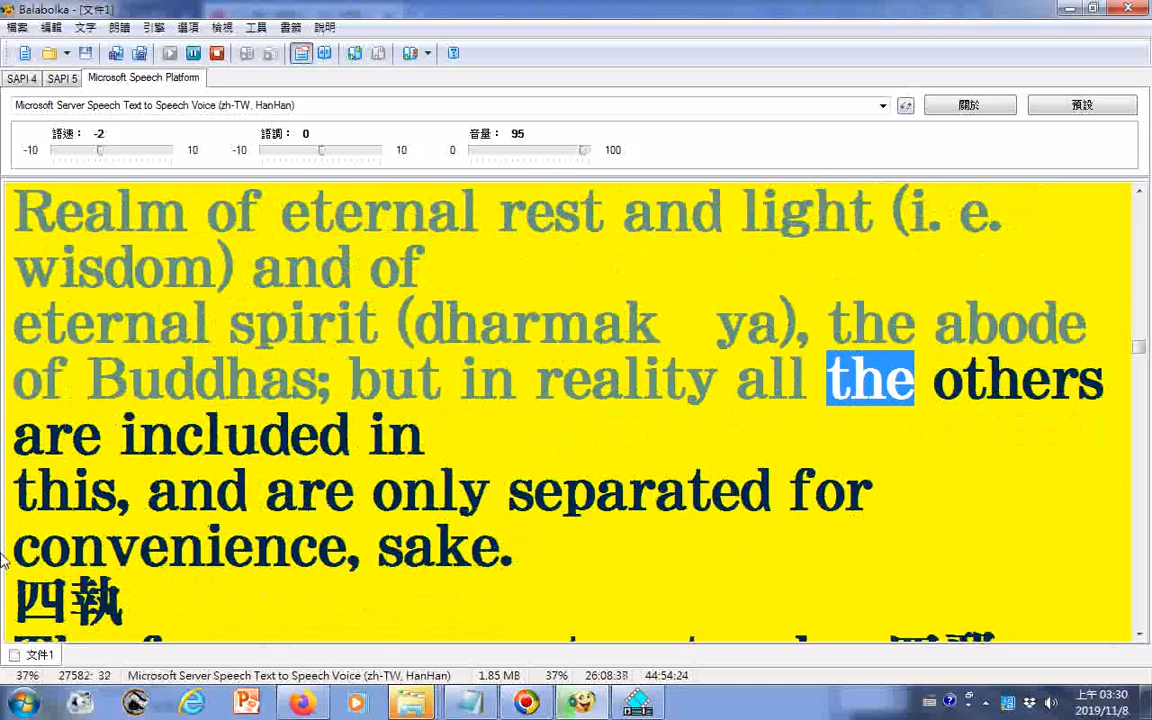 Balabolka - [文件1]
檔案 編輯 文字 朗讀 引擎 選項 檢視 工具 書籤 說明
SAPI 4 SAPI 5 Microsoft Speech Platform
Microsoft Server Speech Text to Speech Voice (zh-TW, HanHan) 關於 預設
語速： -2 語調： 0 音量： 95
-10 10 -10 10 0 100
Realm of eternal rest and light (i. e.
wisdom) and of
eternal spirit (dharmak ya), the abode
of Buddhas; but in reality all the others
are included in
this, and are only separated for
convenience, sake.
四執
文件1
37% 27582: 32 Microsoft Server Speech Text to Speech Voice (zh-TW, HanHan) 1.85 MB 37% 26:08:38 44:54:24
上午 03:30
2019/11/8